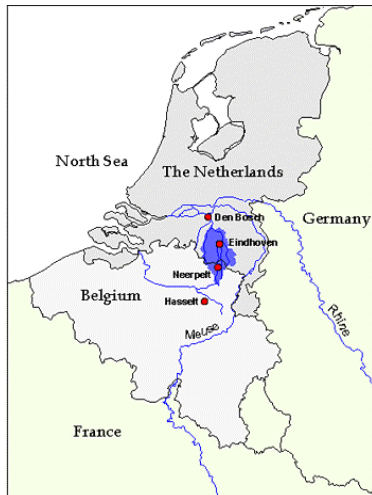 North Sea
The Netherlands
Den Bosch
Germany
Eindhoven
Neerpelt
Belgium
Hasselt
Meuse
Rhine
France